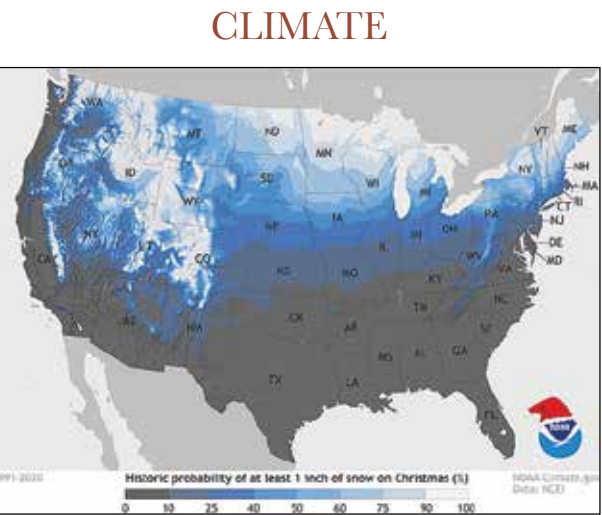 CLIMATE
WA
MT
ND
MN
VT
ME
OR
ID
SD
WI
MI
NY
NH
MA
WY
IA
PA
CT
RI
NV
UT
NE
IL
IN
OH
NJ
CA
CO
WV
DE
KS
MO
KY
VA
MD
AZ
NM
OK
AR
TN
NC
SC
TX
LA
MS
AL
GA
FL
NOAA
1991-2020
Historic probability of at least 1 inch of snow on Christmas (%)
NOAA Climate.gov
Data: NCEI
0 10 25 40 50 60 75 90 100